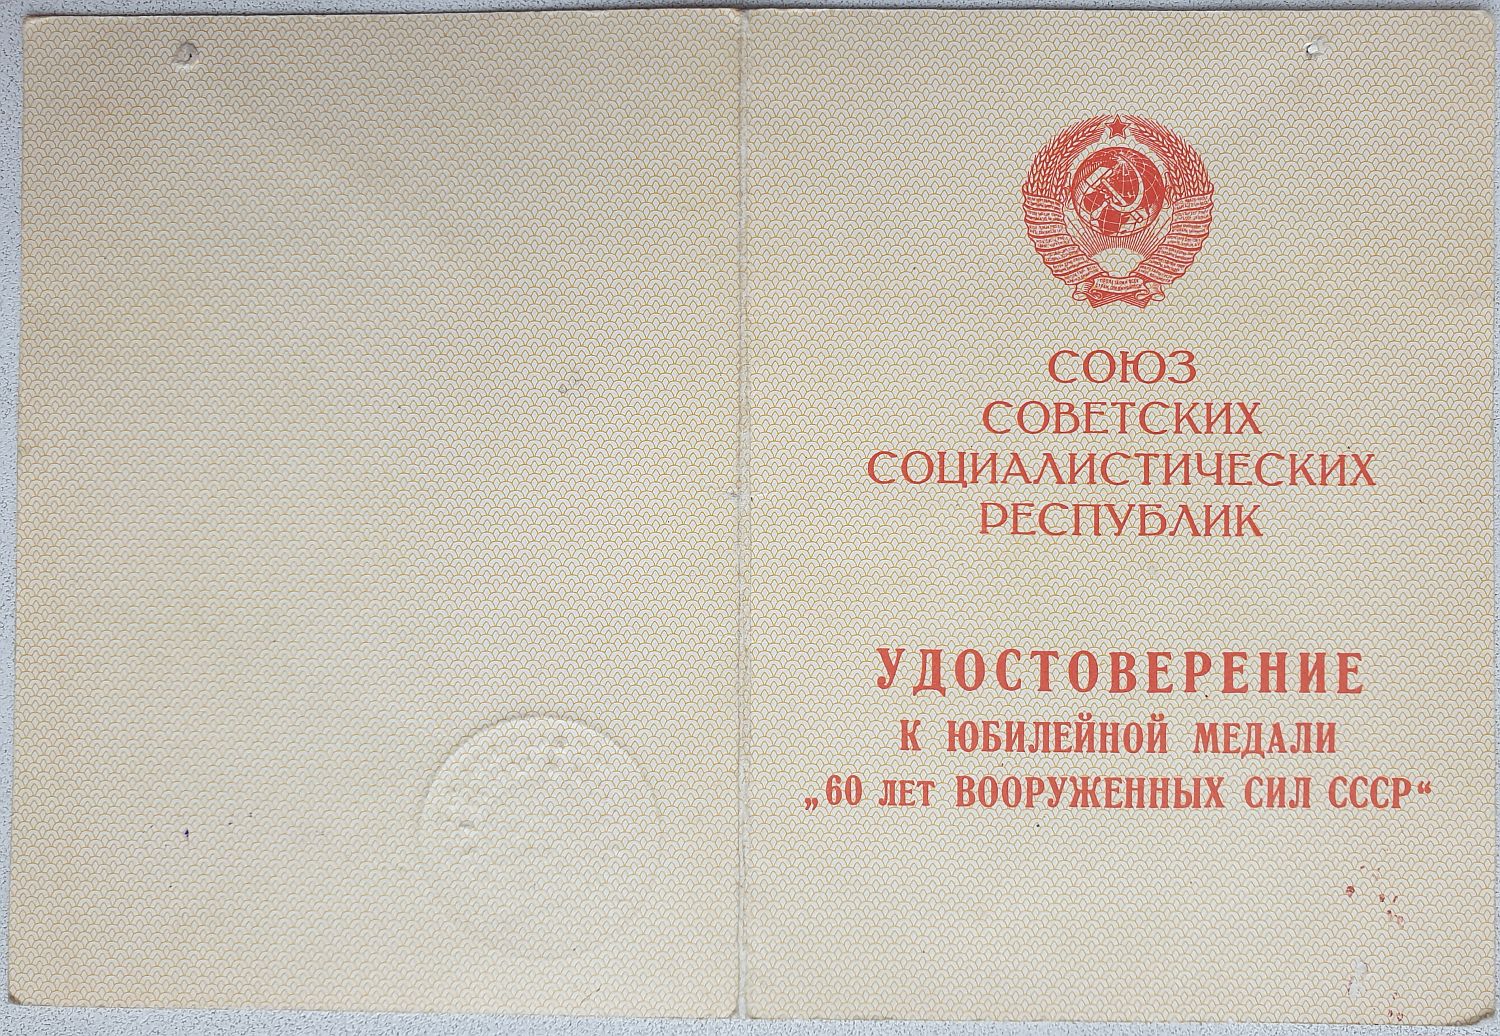 СОЮЗ
СОВЕТСКИХ
СОЦИАЛИСТИЧЕСКИХ
РЕСПУБЛИК
УДОСТОВЕРЕНИЕ
К ЮБИЛЕЙНОЙ МЕДАЛИ
„60 ЛЕТ ВООРУЖЕННЫХ СИЛ СССР“